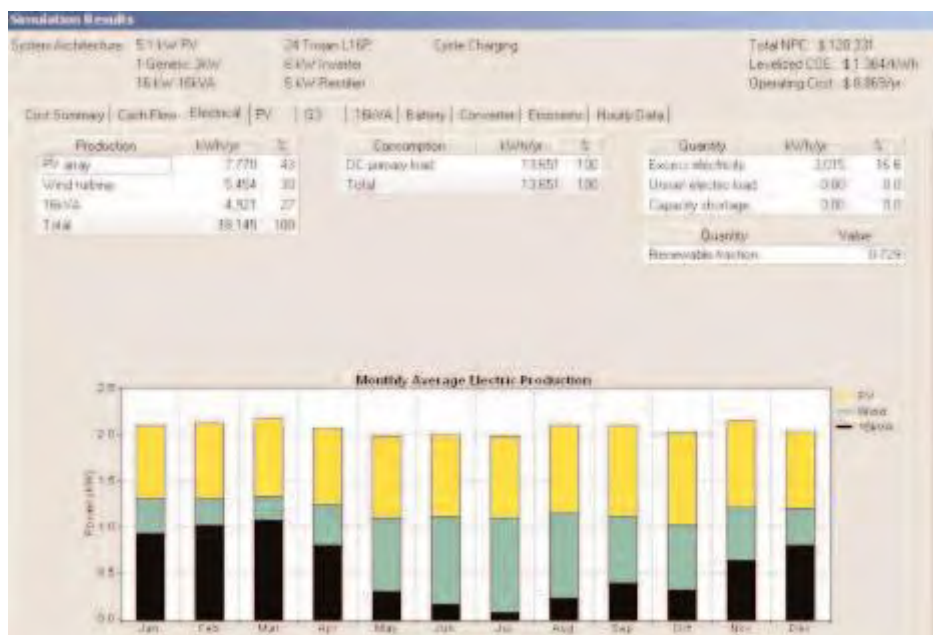 Simulation Results
System Architecture: 5.1 kW PV 24 Trojan L16P Cycle Charging Total NPC: $ 128,331
1 Generic 3kW 6 kW Inverter Levelized COE: $ 1.364/kWh
16 kW 16kVA 6 kW Rectifier Operating Cost: $ 8,869/yr
Cost Summary Cash Flow Electrical PV G3 16kVA Battery Converter Emissions Hourly Data
Production kWh/yr % Consumption kWh/yr % Quantity kWh/yr %
PV array 7,770 43 DC primary load 13,651 100 Excess electricity 3,015 16.6
Wind turbine 5,454 30 Total 13,651 100 Unmet electric load 0.00 0.0
16kVA 4,921 27 Capacity shortage 0.00 0.0
Total 18,145 100
Quantity Value
Renewable fraction 0.729
Monthly Average Electric Production
PV
Wind
16kVA
Power (kW)
2.5
2.0
1.5
1.0
0.5
0.0
Jan Feb Mar Apr May Jun Jul Aug Sep Oct Nov Dec